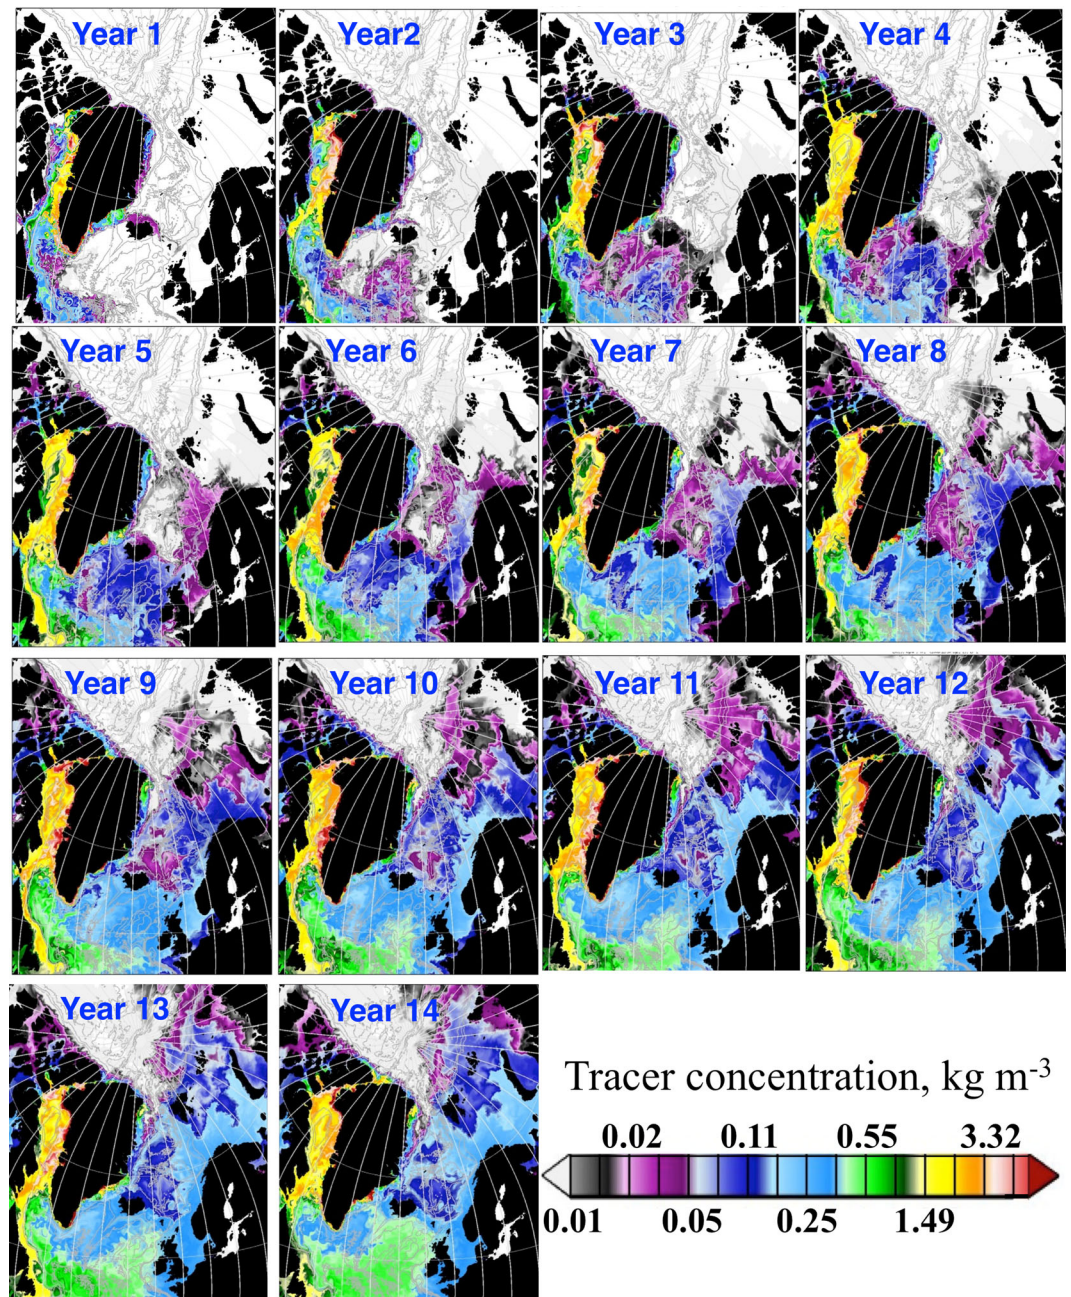 Year 1
Year2
Year 3
Year 4
Year 5
Year 6
Year 7
Year 8
Year 9
Year 10
Year 11
Year 12
Year 13
Year 14
Tracer concentration, kg m-3
0.02 0.11 0.55 3.32
0.01 0.05 0.25 1.49